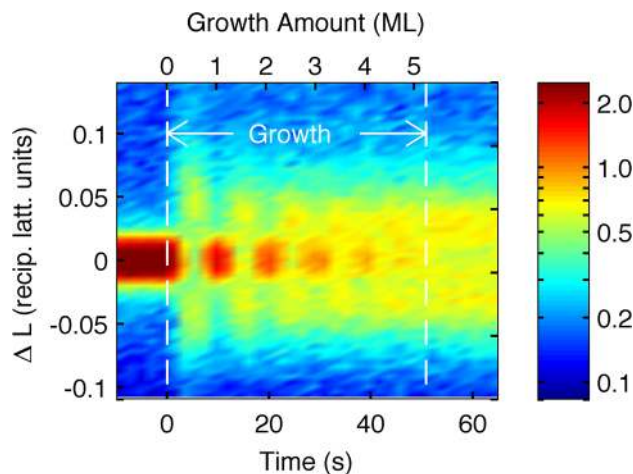 Growth Amount (ML)
0 1 2 3 4 5
Growth
0.1
0.05
0
-0.05
-0.1
Δ L (recip. latt. units)
0 20 40 60
Time (s)
2.0
1.0
0.5
0.2
0.1